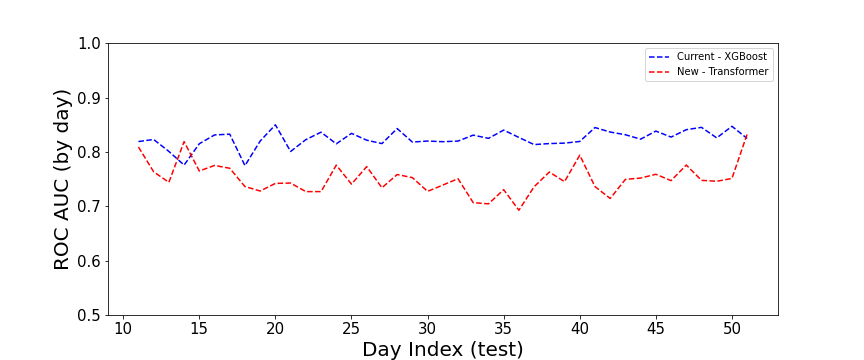 1.0
0.9
0.8
0.7
0.6
0.5
ROC AUC (by day)
Current - XGBoost
New - Transformer
10 15 20 25 30 35 40 45 50
Day Index (test)